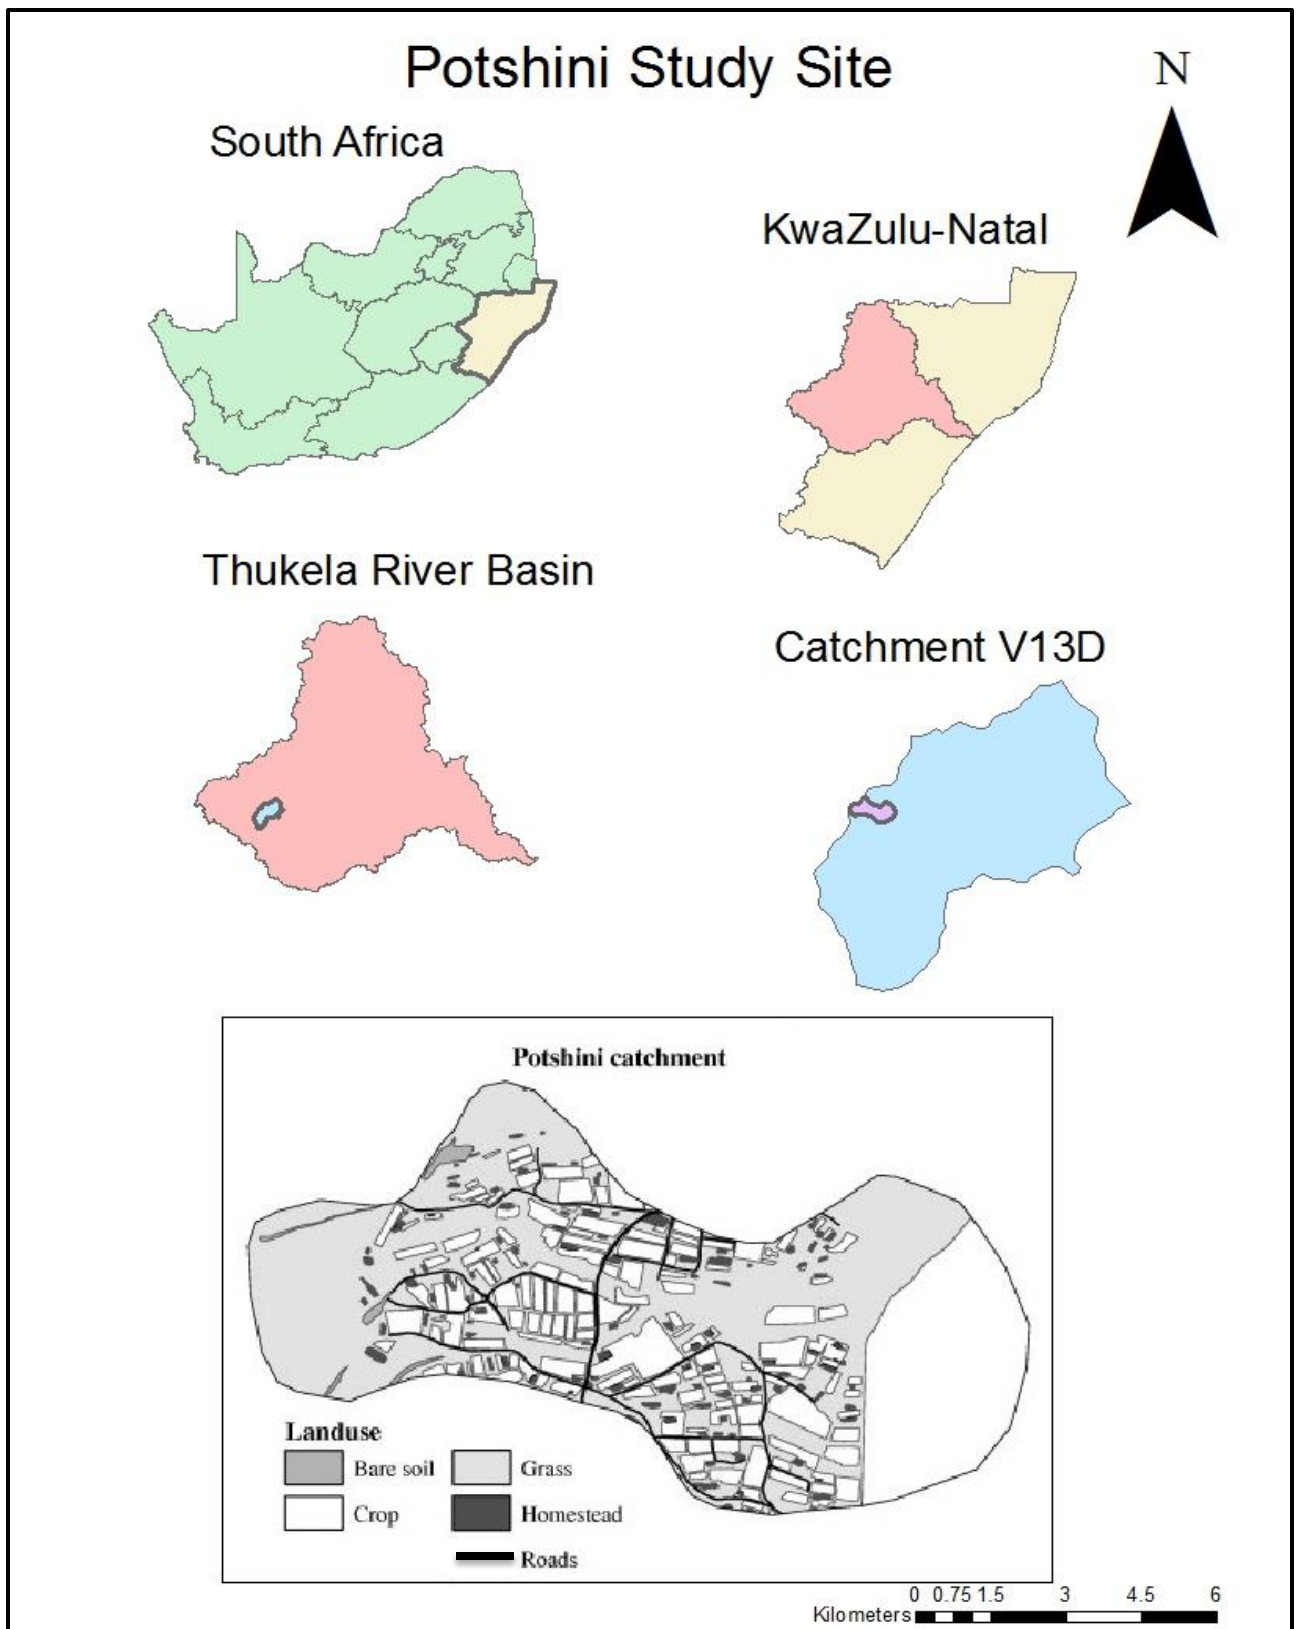 Potshini Study Site
N
South Africa
KwaZulu-Natal
Thukela River Basin
Catchment V13D
Potshini catchment
Landuse
Bare soil
Grass
Crop
Homestead
Roads
0 0.75 1.5 3 4.5 6
Kilometers